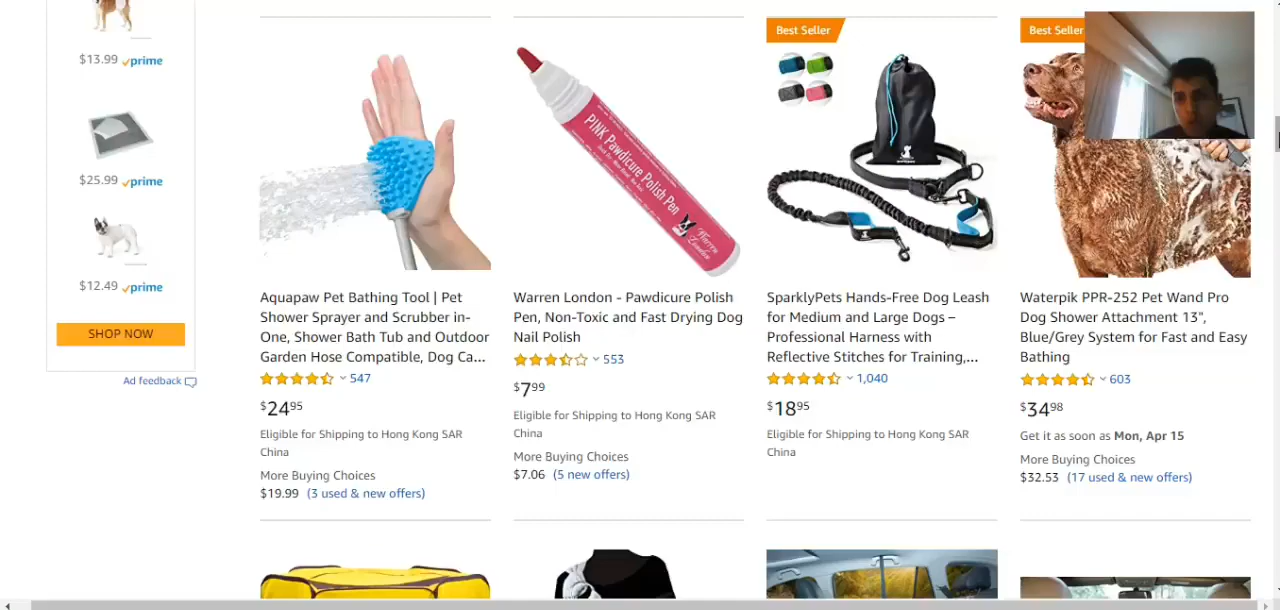 $13.99 prime
$25.99 prime
$12.49 prime
SHOP NOW
Ad feedback
PINK Pawdicure Polish Pen
Warren London
Aquapaw Pet Bathing Tool | Pet
Shower Sprayer and Scrubber in-
One, Shower Bath Tub and Outdoor
Garden Hose Compatible, Dog Ca...
547
$24.95
Eligible for Shipping to Hong Kong SAR
China
More Buying Choices
$19.99 (3 used & new offers)
Warren London - Pawdicure Polish
Pen, Non-Toxic and Fast Drying Dog
Nail Polish
553
$7.99
Eligible for Shipping to Hong Kong SAR
China
More Buying Choices
$7.06 (5 new offers)
Best Seller
SparklyPets Hands-Free Dog Leash
for Medium and Large Dogs –
Professional Harness with
Reflective Stitches for Training,...
1,040
$18.95
Eligible for Shipping to Hong Kong SAR
China
Best Seller
Waterpik PPR-252 Pet Wand Pro
Dog Shower Attachment 13",
Blue/Grey System for Fast and Easy
Bathing
603
$34.98
Get it as soon as Mon, Apr 15
More Buying Choices
$32.53 (17 used & new offers)